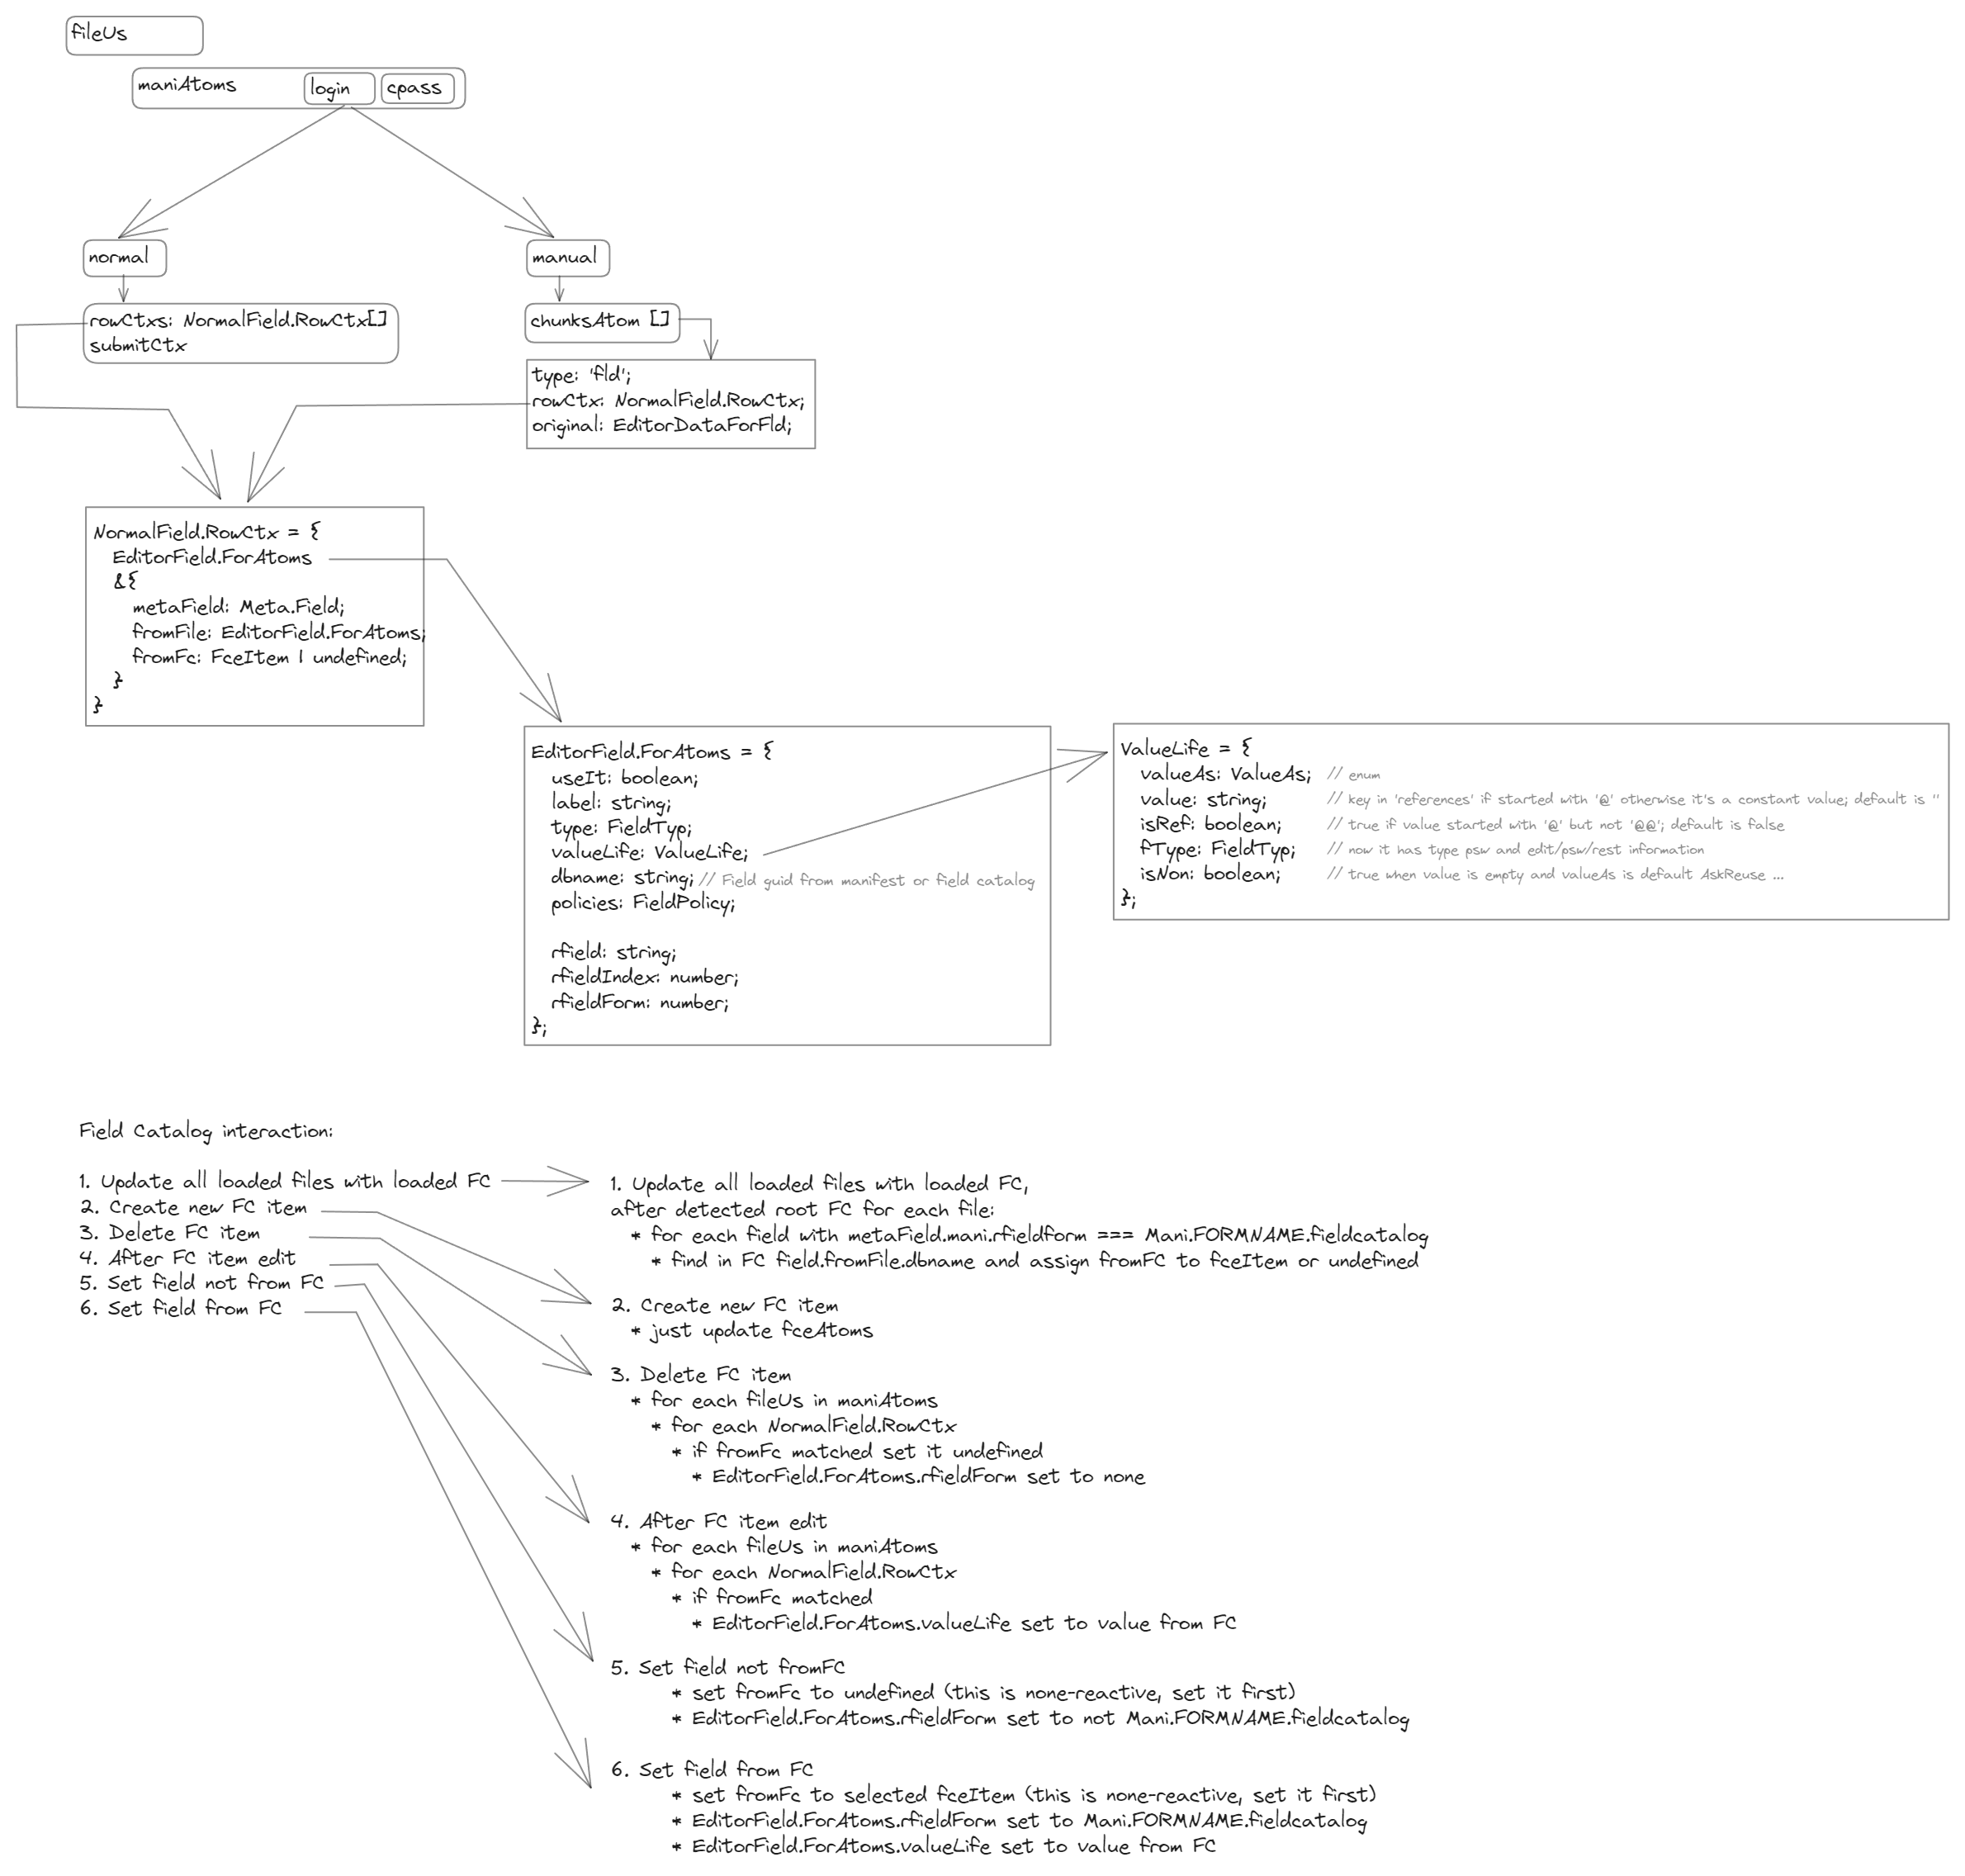 fileUs
maniAtoms
login
cpass
normal
manual
rowCtxs: NormalField.RowCtx[]
submitCtx
chunksAtom []
type: 'fld';
rowCtx: NormalField.RowCtx;
original: EditorDataForFld;
NormalField.RowCtx = {
EditorField.ForAtoms
&{
metaField: Meta.Field;
fromFile: EditorField.ForAtoms;
fromFc: FceItem | undefined;
}
}
EditorField.ForAtoms = {
useIt: boolean;
label: string;
type: FieldTyp;
valueLife: ValueLife;
dbname: string; // Field guid from manifest or field catalog
policies: FieldPolicy;
rfield: string;
rfieldIndex: number;
rfieldForm: number;
};
ValueLife = {
valueAs: ValueAs; // enum
value: string; // key in 'references' if started with '@' otherwise it's a constant value; default is ''
isRef: boolean; // true if value started with '@' but not '@@'; default is false
fType: FieldTyp; // now it has type psw and edit/psw/rest information
isNon: boolean; // true when value is empty and valueAs is default AskReuse ...
};
Field Catalog interaction:
1. Update all loaded files with loaded FC
2. Create new FC item
3. Delete FC item
4. After FC item edit
5. Set field not from FC
6. Set field from FC
1. Update all loaded files with loaded FC,
after detected root FC for each file:
* for each field with metaField.mani.rfieldform === Mani.FORMNAME.fieldcatalog
* find in FC field.fromFile.dbname and assign fromFC to fceItem or undefined
2. Create new FC item
* just update fceAtoms
3. Delete FC item
* for each fileUs in maniAtoms
* for each NormalField.RowCtx
* if fromFc matched set it undefined
* EditorField.ForAtoms.rfieldForm set to none
4. After FC item edit
* for each fileUs in maniAtoms
* for each NormalField.RowCtx
* if fromFc matched
* EditorField.ForAtoms.valueLife set to value from FC
5. Set field not fromFC
* set fromFc to undefined (this is none-reactive, set it first)
* EditorField.ForAtoms.rfieldForm set to not Mani.FORMNAME.fieldcatalog
6. Set field from FC
* set fromFc to selected fceItem (this is none-reactive, set it first)
* EditorField.ForAtoms.rfieldForm set to Mani.FORMNAME.fieldcatalog
* EditorField.ForAtoms.valueLife set to value from FC